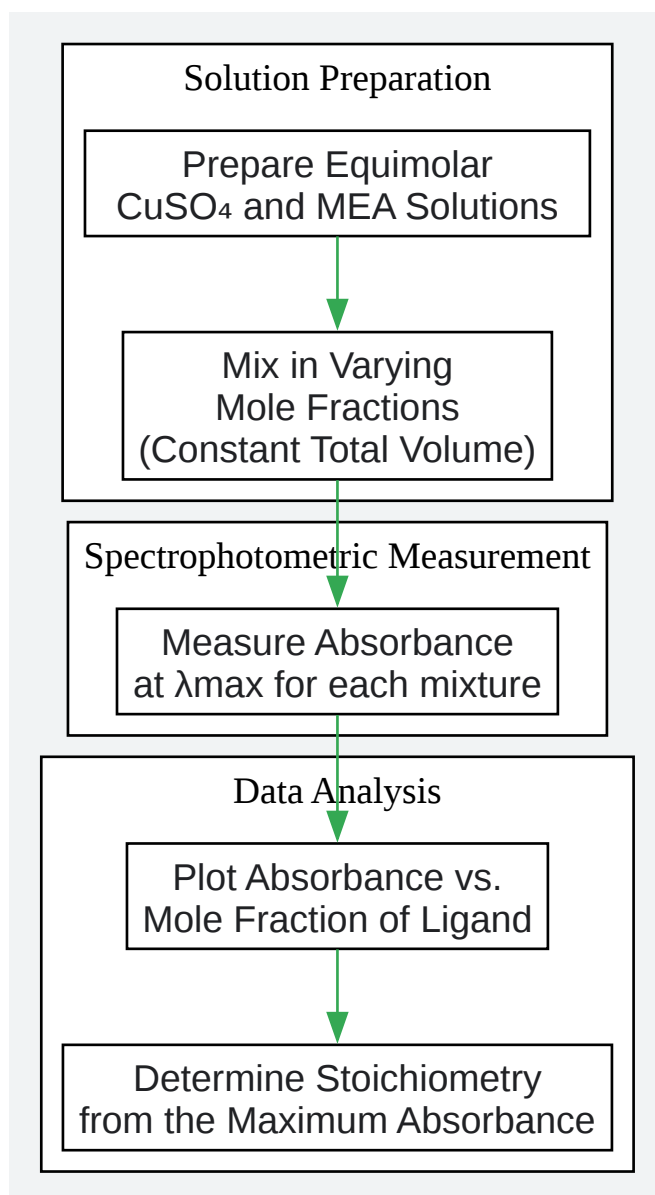 Solution Preparation
Prepare Equimolar
CuSO₄ and MEA Solutions
Mix in Varying
Mole Fractions
(Constant Total Volume)
Spectrophotometric Measurement
Measure Absorbance
at λmax for each mixture
Data Analysis
Plot Absorbance vs.
Mole Fraction of Ligand
Determine Stoichiometry
from the Maximum Absorbance